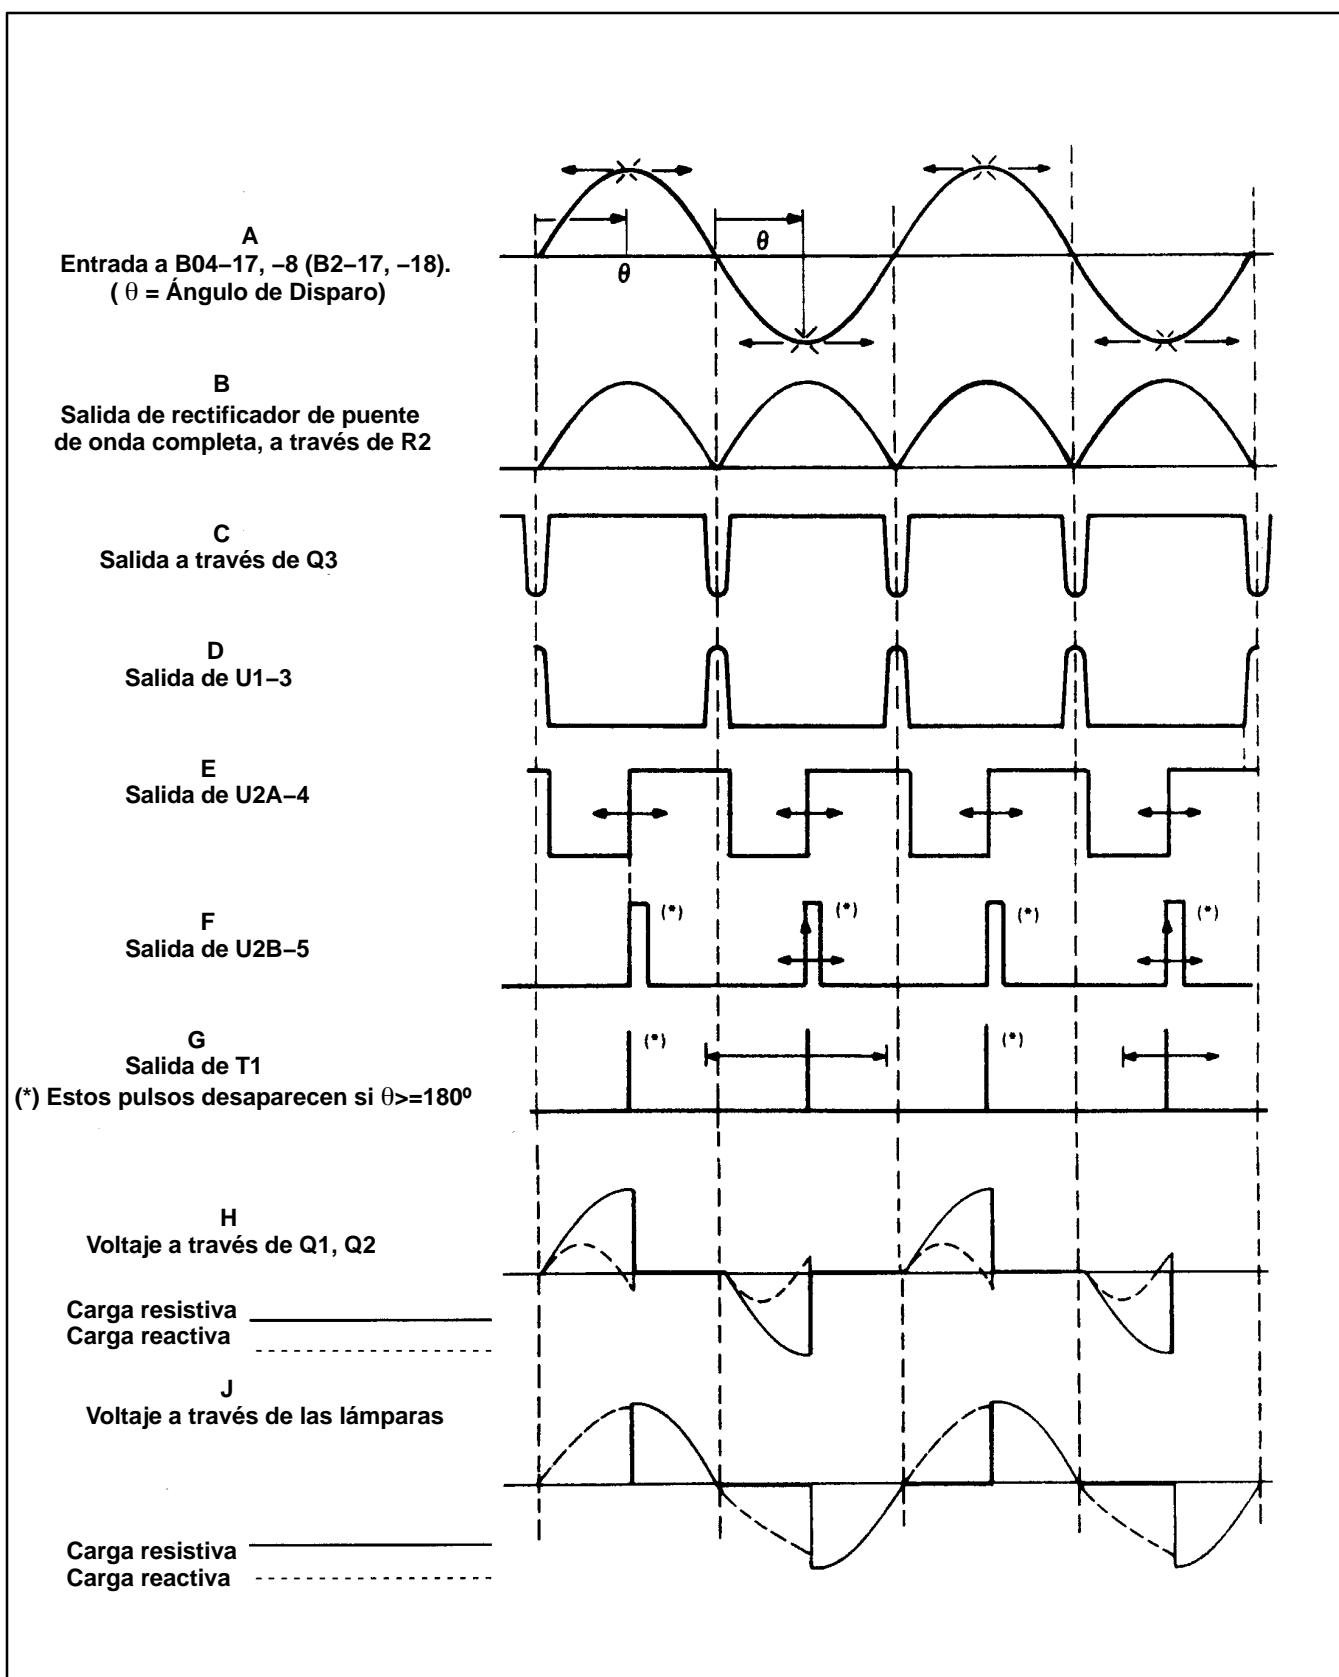 A
Entrada a B04–17, –8 (B2–17, –18).
( θ = Ángulo de Disparo)
θ
θ
B
Salida de rectificador de puente
de onda completa, a través de R2
C
Salida a través de Q3
D
Salida de U1–3
E
Salida de U2A–4
F
Salida de U2B–5
(*)
(*)
(*)
(*)
G
Salida de T1
(*) Estos pulsos desaparecen si θ>=180º
(*)
(*)
H
Voltaje a través de Q1, Q2
Carga resistiva
Carga reactiva
J
Voltaje a través de las lámparas
Carga resistiva
Carga reactiva